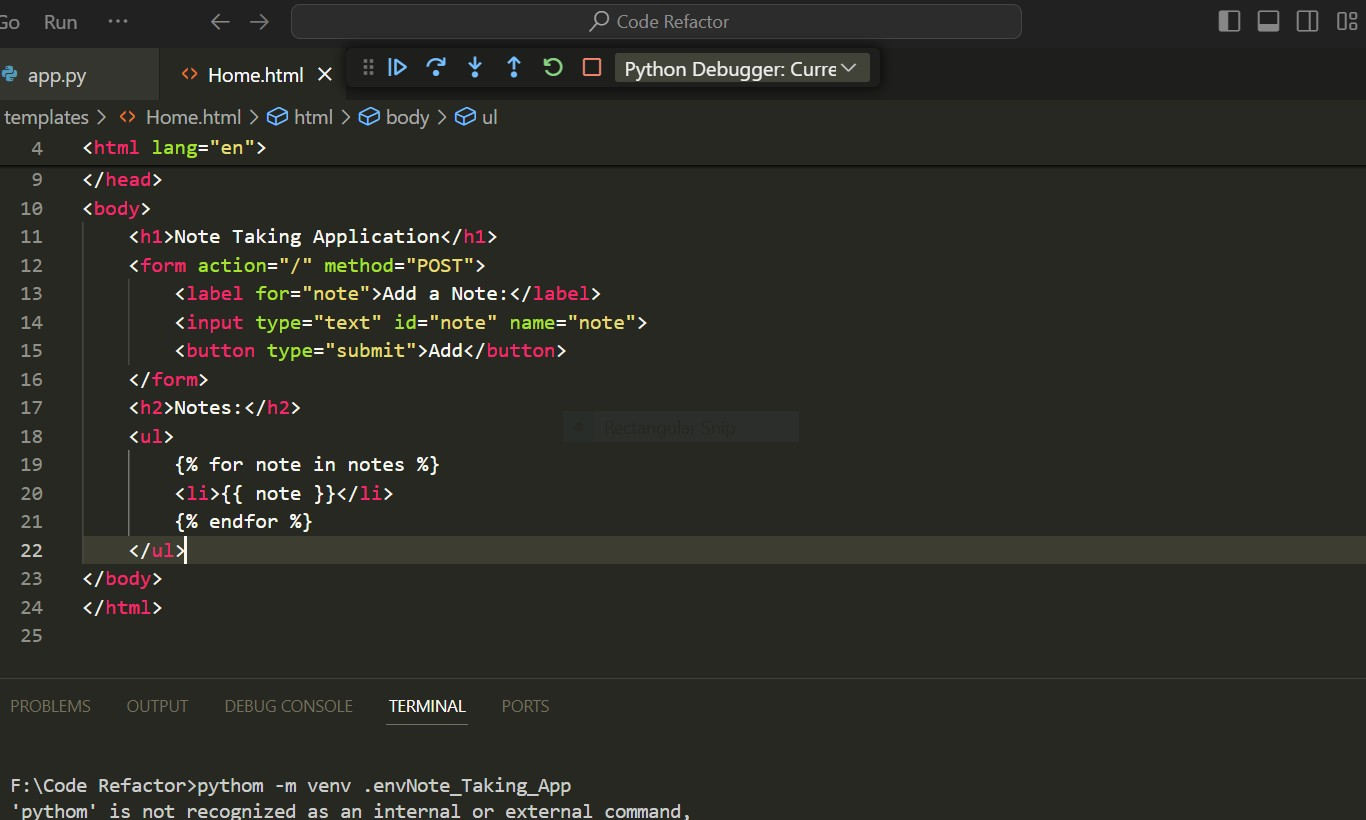 Go Run ··· Code Refactor
app.py Home.html Python Debugger: Curre
templates > Home.html > html > body > ul
4 <html lang="en">
9 </head>
10 <body>
11 <h1>Note Taking Application</h1>
12 <form action="/" method="POST">
13 <label for="note">Add a Note:</label>
14 <input type="text" id="note" name="note">
15 <button type="submit">Add</button>
16 </form>
17 <h2>Notes:</h2>
Rectangular Snip
18 <ul>
19 {% for note in notes %}
20 <li>{{ note }}</li>
21 {% endfor %}
22 </ul>
23 </body>
24 </html>
25
PROBLEMS OUTPUT DEBUG CONSOLE TERMINAL PORTS
F:\Code Refactor>pythom -m venv .envNote_Taking_App
'pythom' is not recognized as an internal or external command,